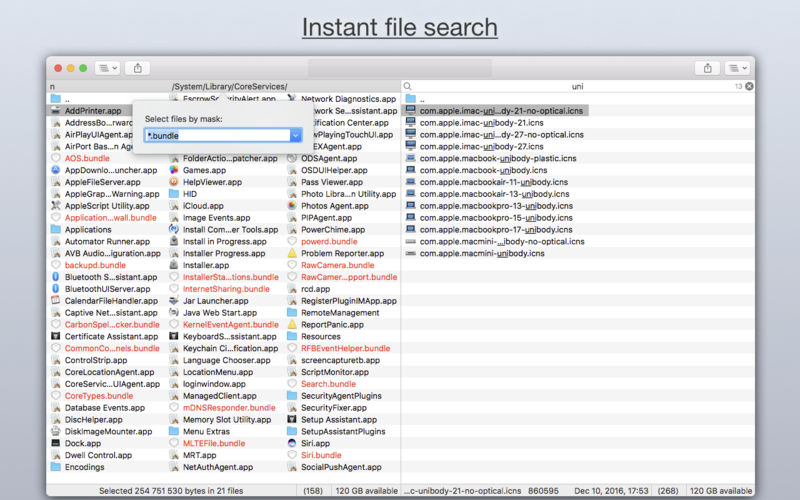 Instant file search
n
/System/Library/CoreServices/
uni
13
..
AddPrinter.app
AddressBo...
AirPlayUIAgent.app
AirPort Bas...n Agent
AOS.bundle
AppDownlo...uncher.app
AppleFileServer.app
AppleGrap...Warning.app
AppleScript Utility.app
Application...wall.bundle
Applications
Automator Runner.app
AVB Audio...iguration.app
backupd.bundle
Bluetooth S...sistant.app
BluetoothUIServer.app
CalendarFileHandler.app
Captive Net...sistant.app
CarbonSpel...cker.bundle
Certificate Assistant.app
CommonCo...nels.bundle
ControlStrip.app
CoreLocationAgent.app
CoreServic...UIAgent.app
CoreTypes.bundle
Database Events.app
DiscHelper.app
DiskImageMounter.app
Dock.app
Dwell Control.app
Encodings
EscrowSecurityAlert.app
Select files by mask:
*.bundle
FolderAction...patcher.app
Games.app
HelpViewer.app
HID
iCloud.app
Image Events.app
Install Com...er Tools.app
Install in Progress.app
Installer Progress.app
Installer.app
InstallerSta...tions.bundle
InternetSharing.bundle
Jar Launcher.app
Java Web Start.app
KernelEventAgent.bundle
KeyboardS...ssistant.app
Keychain Ci...fication.app
Language Chooser.app
LocationMenu.app
loginwindow.app
ManagedClient.app
mDNSResponder.bundle
Memory Slot Utility.app
Menu Extras
MLTEFile.bundle
MRT.app
NetAuthAgent.app
Network Diagnostics.app
Network Se...ssistant.app
...fication Center.app
...owPlayingTouchUI.app
...EXAgent.app
ODSAgent.app
OSDUIHelper.app
Pass Viewer.app
Photo Libra...n Utility.app
Photos Agent.app
PIPAgent.app
PowerChime.app
powerd.bundle
Problem Reporter.app
RawCamera.bundle
RawCamer...pport.bundle
rcd.app
RegisterPluginIMApp.app
RemoteManagement
ReportPanic.app
Resources
RFBEventHelper.bundle
screencapturetb.app
ScriptMonitor.app
Search.bundle
SecurityAgentPlugins
SecurityFixer.app
Setup Assistant.app
SetupAssistantPlugins
Siri.app
Siri.bundle
SocialPushAgent.app
..
com.apple.imac-uni...dy-21-no-optical.icns
com.apple.imac-unibody-21.icns
com.apple.imac-uni...dy-27-no-optical.icns
com.apple.imac-unibody-27.icns
com.apple.macbook-unibody-plastic.icns
com.apple.macbookair-11-unibody.icns
com.apple.macbookair-13-unibody.icns
com.apple.macbookpro-13-unibody.icns
com.apple.macbookpro-15-unibody.icns
com.apple.macbookpro-17-unibody.icns
com.apple.macmini-...ibody-no-optical.icns
com.apple.macmini-unibody.icns
Selected 254 751 530 bytes in 21 files (158) 120 GB available
...c-unibody-21-no-optical.icns 860595 Dec 10, 2016, 17:53 (268) 120 GB available